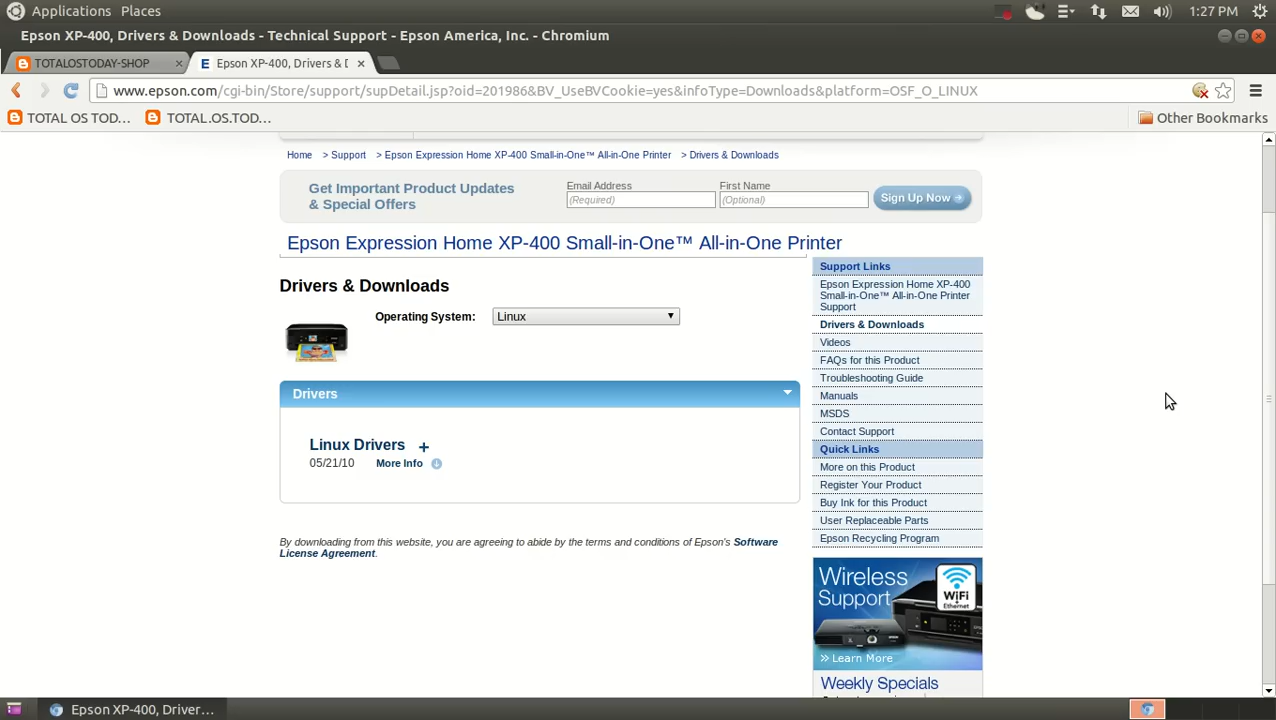 Applications Places 1:27 PM
Epson XP-400, Drivers & Downloads - Technical Support - Epson America, Inc. - Chromium
TOTALOSTODAY-SHOP × Epson XP-400, Drivers & D ×
www.epson.com/cgi-bin/Store/support/supDetail.jsp?oid=201986&BV_UseBVCookie=yes&infoType=Downloads&platform=OSF_O_LINUX
TOTAL OS TOD... TOTAL.OS.TOD... Other Bookmarks
Home > Support > Epson Expression Home XP-400 Small-in-One™ All-in-One Printer > Drivers & Downloads
Get Important Product Updates
& Special Offers
Email Address First Name
(Required) (Optional) Sign Up Now
Epson Expression Home XP-400 Small-in-One™ All-in-One Printer
Drivers & Downloads
Operating System: Linux
Drivers
Linux Drivers +
05/21/10 More Info
By downloading from this website, you are agreeing to abide by the terms and conditions of Epson's Software
License Agreement.
Support Links
Epson Expression Home XP-400
Small-in-One™ All-in-One Printer
Support
Drivers & Downloads
Videos
FAQs for this Product
Troubleshooting Guide
Manuals
MSDS
Contact Support
Quick Links
More on this Product
Register Your Product
Buy Ink for this Product
User Replaceable Parts
Epson Recycling Program
Wireless
Support
WiFi
Ethernet
>> Learn More
Weekly Specials
Epson XP-400, Driver...